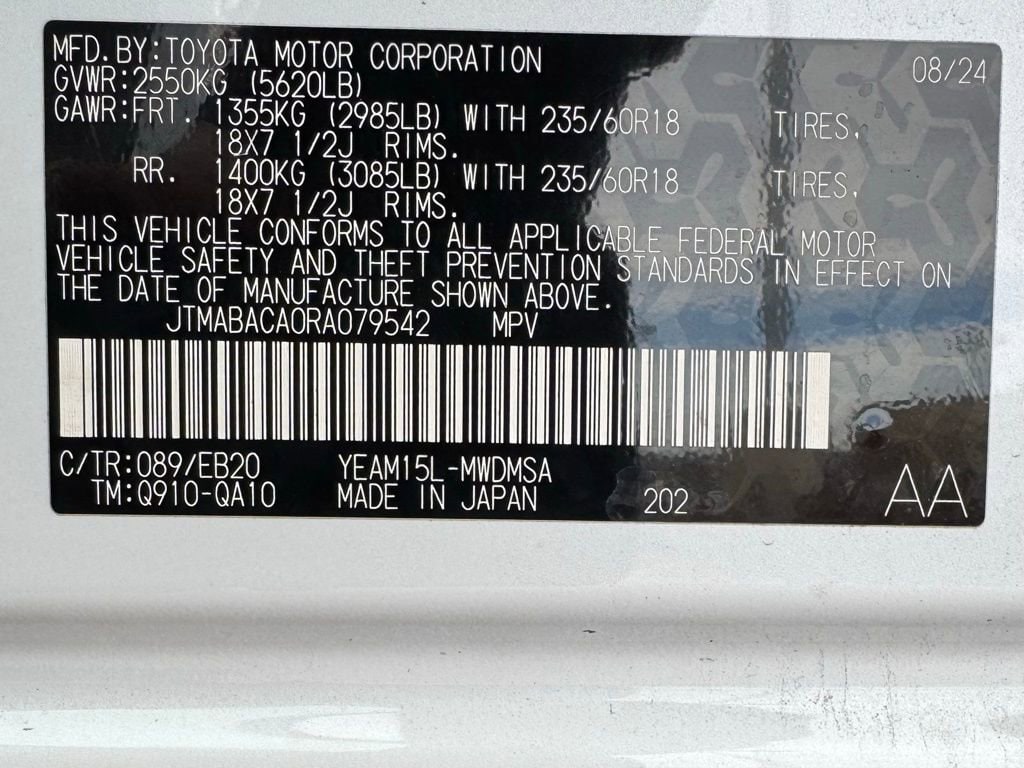 MFD. BY: TOYOTA MOTOR CORPORATION 08/24
GVWR: 2550KG (5620LB)
GAWR: FRT. 1355KG (2985LB) WITH 235/60R18 TIRES,
18X7 1/2J RIMS.
RR. 1400KG (3085LB) WITH 235/60R18 TIRES,
18X7 1/2J RIMS.
THIS VEHICLE CONFORMS TO ALL APPLICABLE FEDERAL MOTOR
VEHICLE SAFETY AND THEFT PREVENTION STANDARDS IN EFFECT ON
THE DATE OF MANUFACTURE SHOWN ABOVE.
JTMABACA0RA079542 MPV
C/TR: 089/EB20 YEAM15L-MWDMSA
TM: Q910-QA10 MADE IN JAPAN 202 AA